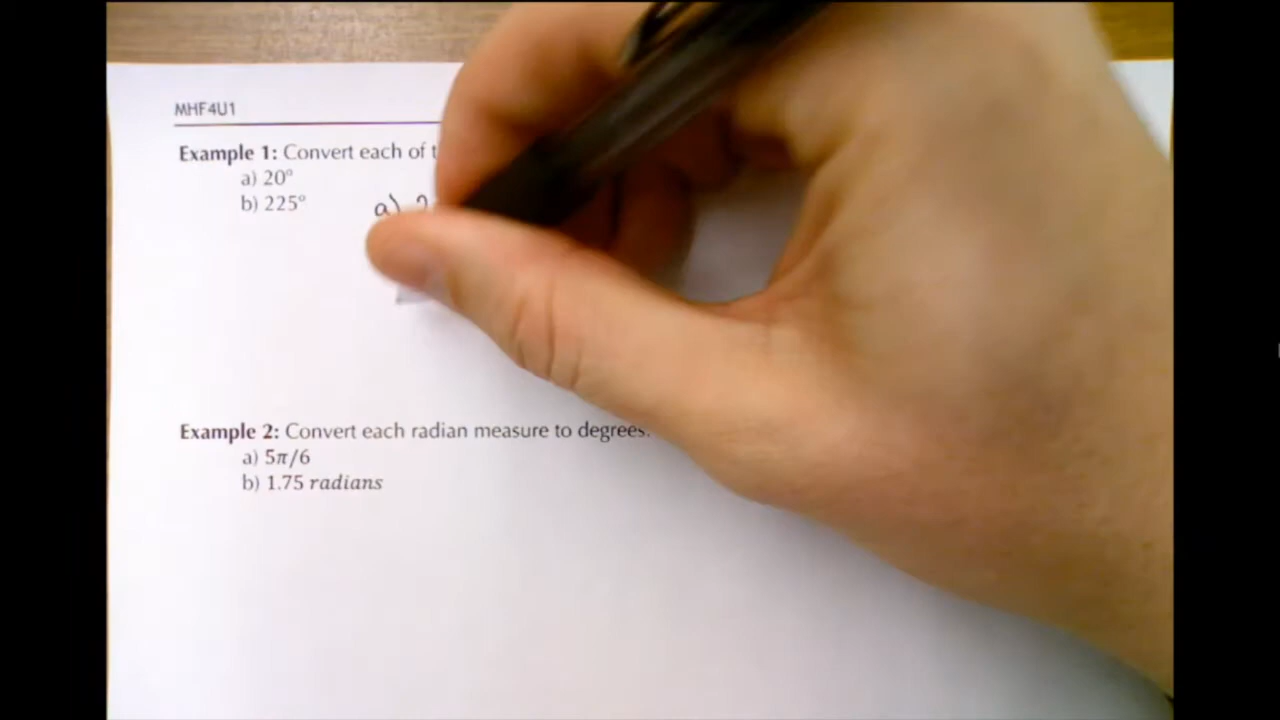 MHF4U1
Example 1: Convert each of
a) 20°
b) 225°
a) 2
Example 2: Convert each radian measure to degrees.
a) 5π/6
b) 1.75 radians